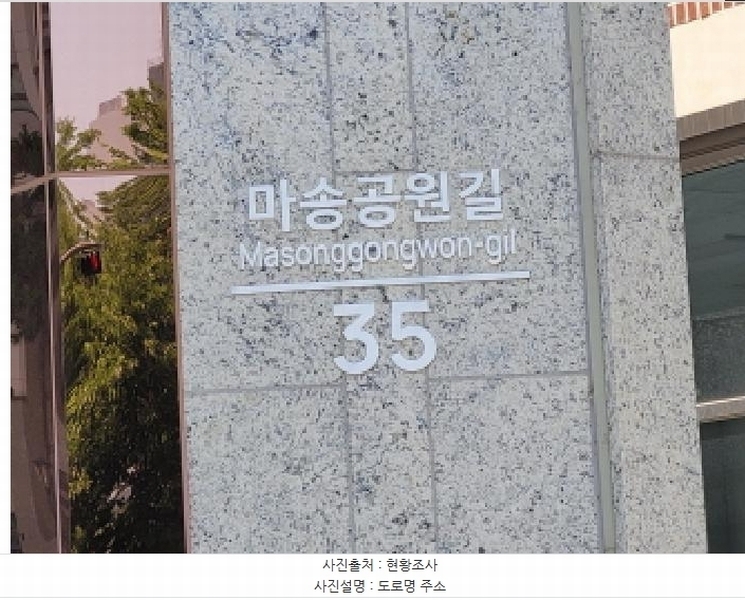 마송공원길
Masonggongwon-gil
35
사진출처 : 현황조사
사진설명 : 도로명 주소